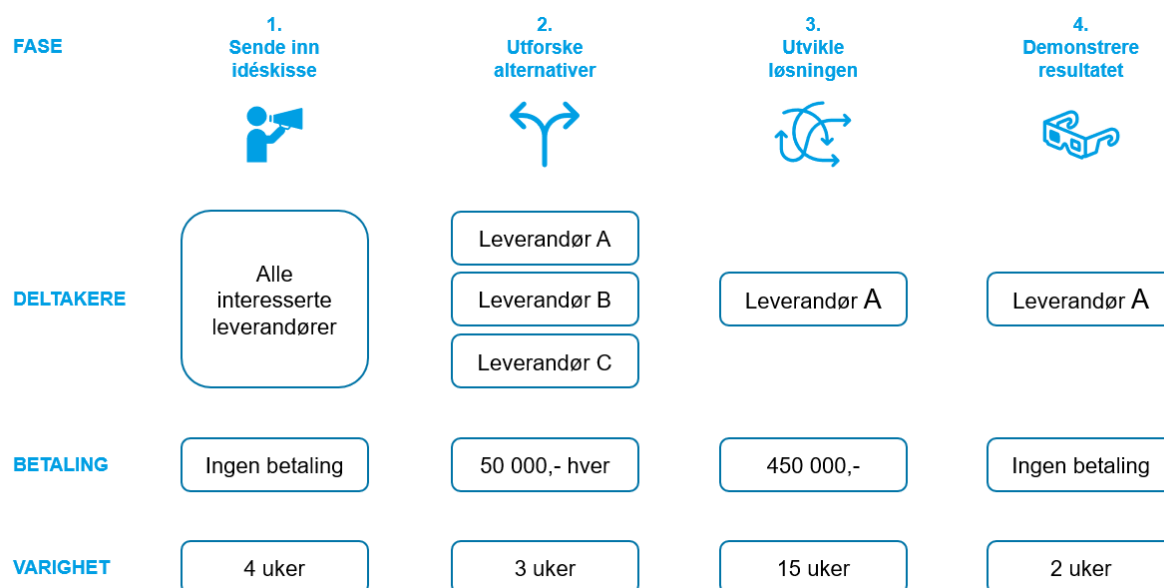 FASE
1.
Sende inn
idéskisse
2.
Utforske
alternativer
3.
Utvikle
løsningen
4.
Demonstrere
resultatet
DELTAKERE
Alle
interesserte
leverandører
Leverandør A
Leverandør B
Leverandør C
Leverandør A
Leverandør A
BETALING
Ingen betaling
50 000,- hver
450 000,-
Ingen betaling
VARIGHET
4 uker
3 uker
15 uker
2 uker